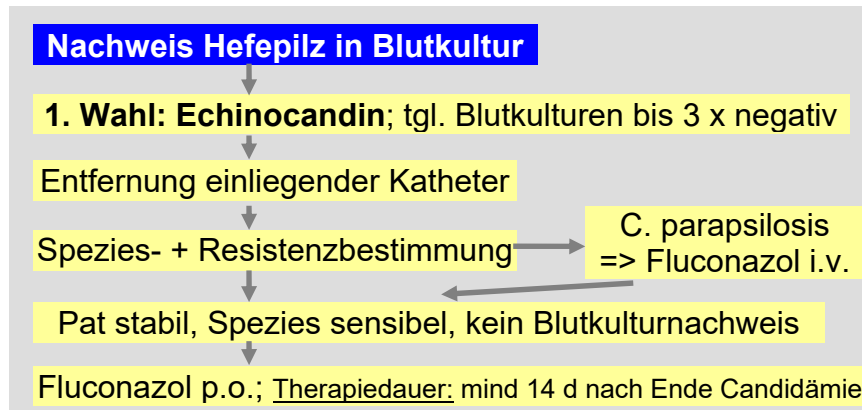 Nachweis Hefepilz in Blutkultur
1. Wahl: Echinocandin; tgl. Blutkulturen bis 3 x negativ
Entfernung einliegender Katheter
Spezies- + Resistenzbestimmung
C. parapsilosis
=> Fluconazol i.v.
Pat stabil, Spezies sensibel, kein Blutkulturnachweis
Fluconazol p.o.; Therapiedauer: mind 14 d nach Ende Candidämie